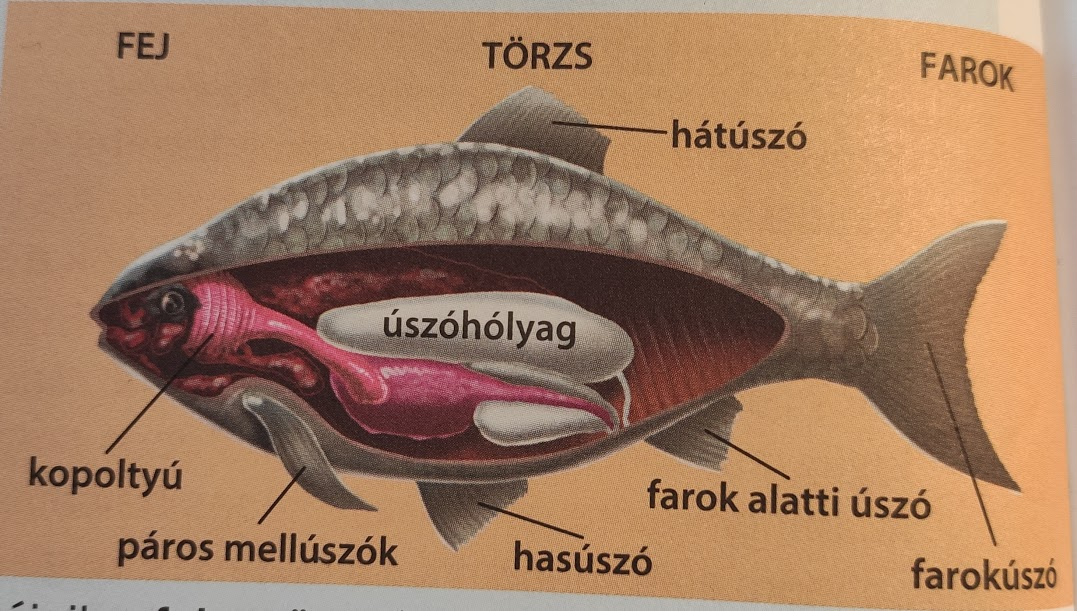 FEJ
TÖRZS
FAROK
hátúszó
úszóhólyag
kopoltyú
páros mellúszók
hasúszó
farok alatti úszó
farokúszó